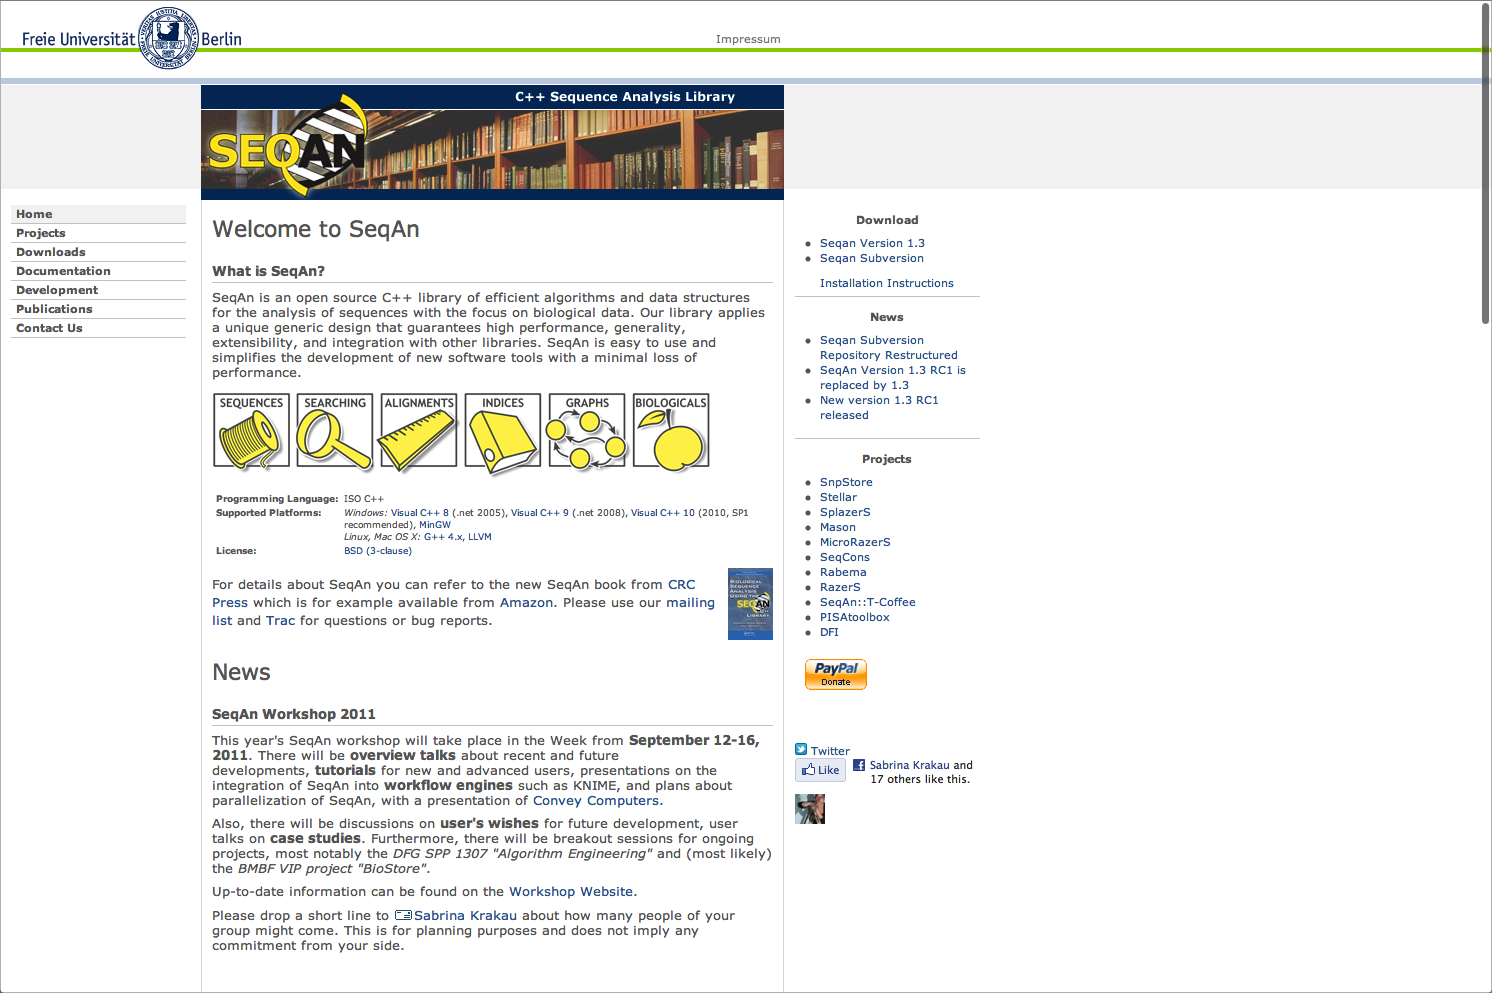 Freie Universität Berlin
Impressum
C++ Sequence Analysis Library
SEQAN
Home
Projects
Downloads
Documentation
Development
Publications
Contact Us
Welcome to SeqAn
What is SeqAn?
SeqAn is an open source C++ library of efficient algorithms and data structures
for the analysis of sequences with the focus on biological data. Our library applies
a unique generic design that guarantees high performance, generality,
extensibility, and integration with other libraries. SeqAn is easy to use and
simplifies the development of new software tools with a minimal loss of
performance.
SEQUENCES SEARCHING ALIGNMENTS INDICES GRAPHS BIOLOGICALS
Programming Language: ISO C++
Supported Platforms: Windows: Visual C++ 8 (.net 2005), Visual C++ 9 (.net 2008), Visual C++ 10 (2010, SP1
recommended), MinGW
Linux, Mac OS X: G++ 4.x, LLVM
License: BSD (3-clause)
For details about SeqAn you can refer to the new SeqAn book from CRC
Press which is for example available from Amazon. Please use our mailing
list and Trac for questions or bug reports.
BIOLOGICAL
SEQUENCE
ANALYSIS
USING THE
SEQAN
C++
LIBRARY
News
SeqAn Workshop 2011
This year's SeqAn workshop will take place in the Week from September 12-16,
2011. There will be overview talks about recent and future
developments, tutorials for new and advanced users, presentations on the
integration of SeqAn into workflow engines such as KNIME, and plans about
parallelization of SeqAn, with a presentation of Convey Computers.
Also, there will be discussions on user's wishes for future development, user
talks on case studies. Furthermore, there will be breakout sessions for ongoing
projects, most notably the DFG SPP 1307 "Algorithm Engineering" and (most likely)
the BMBF VIP project "BioStore".
Up-to-date information can be found on the Workshop Website.
Please drop a short line to Sabrina Krakau about how many people of your
group might come. This is for planning purposes and does not imply any
commitment from your side.
Download
Seqan Version 1.3
Seqan Subversion
Installation Instructions
News
Seqan Subversion
Repository Restructured
SeqAn Version 1.3 RC1 is
replaced by 1.3
New version 1.3 RC1
released
Projects
SnpStore
Stellar
SplazerS
Mason
MicroRazerS
SeqCons
Rabema
RazerS
SeqAn::T-Coffee
PISAtoolbox
DFI
PayPal
Donate
Twitter
Like
Sabrina Krakau and
17 others like this.